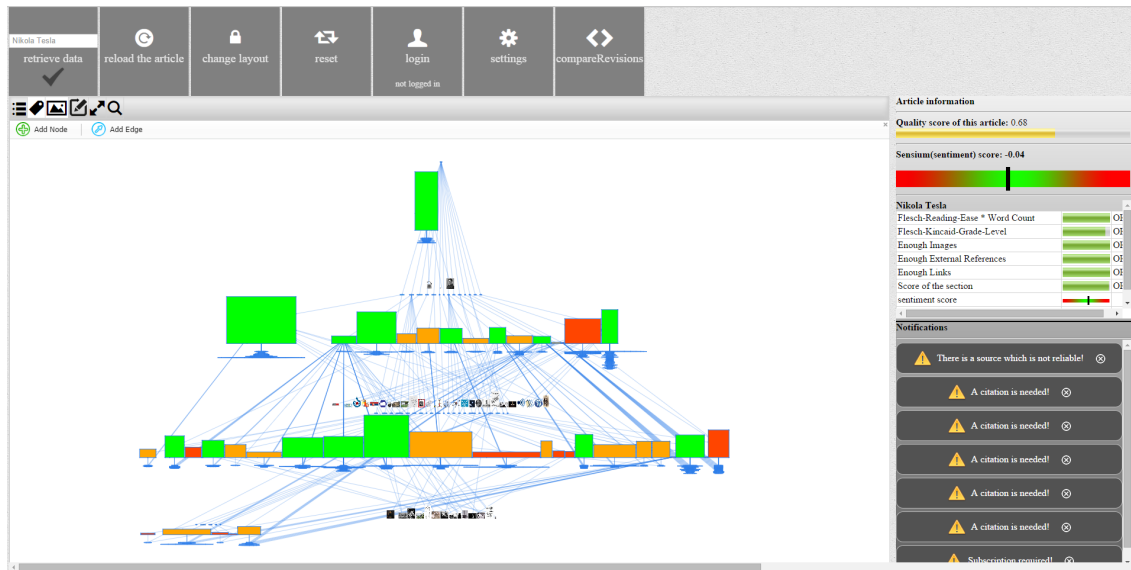 Nikola Tesla
retrieve data
reload the article
change layout
reset
login
not logged in
settings
compareRevisions
Add Node
Add Edge
Article information
Quality score of this article: 0.68
Sensium(sentiment) score: -0.04
Nikola Tesla
Flesch-Reading-Ease * Word Count
Flesch-Kincaid-Grade-Level
Enough Images
Enough External References
Enough Links
Score of the section
sentiment score
Notifications
There is a source which is not reliable!
A citation is needed!
A citation is needed!
A citation is needed!
A citation is needed!
A citation is needed!
Subscription required!